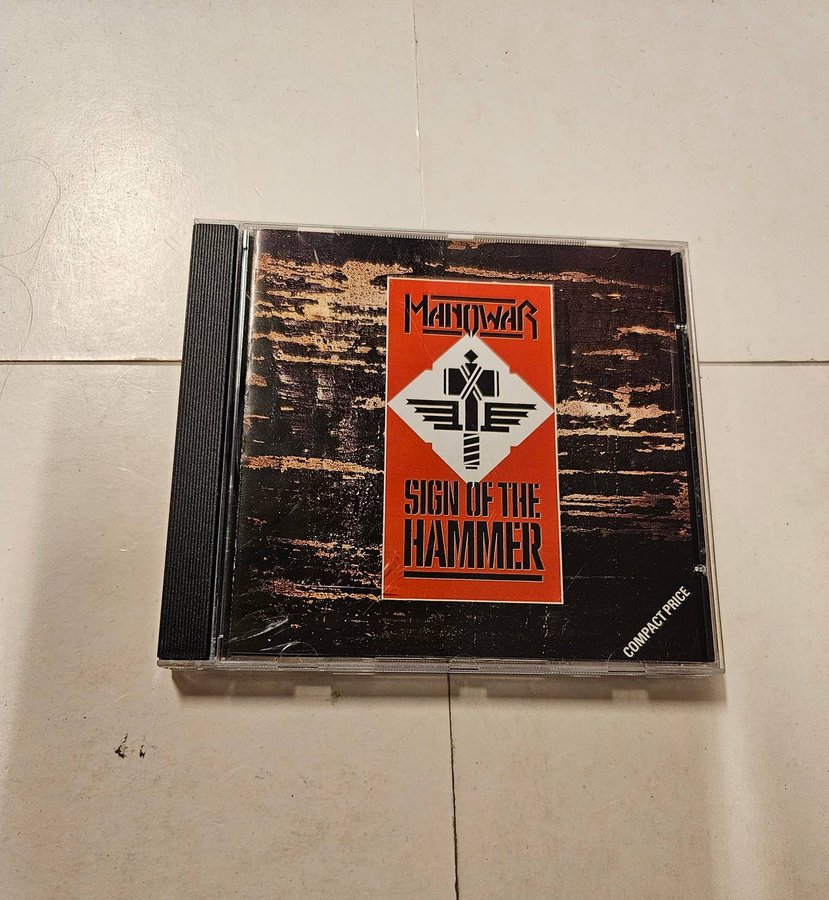 MANOWAR
SIGN OF THE
HAMMER
COMPACT PRICE